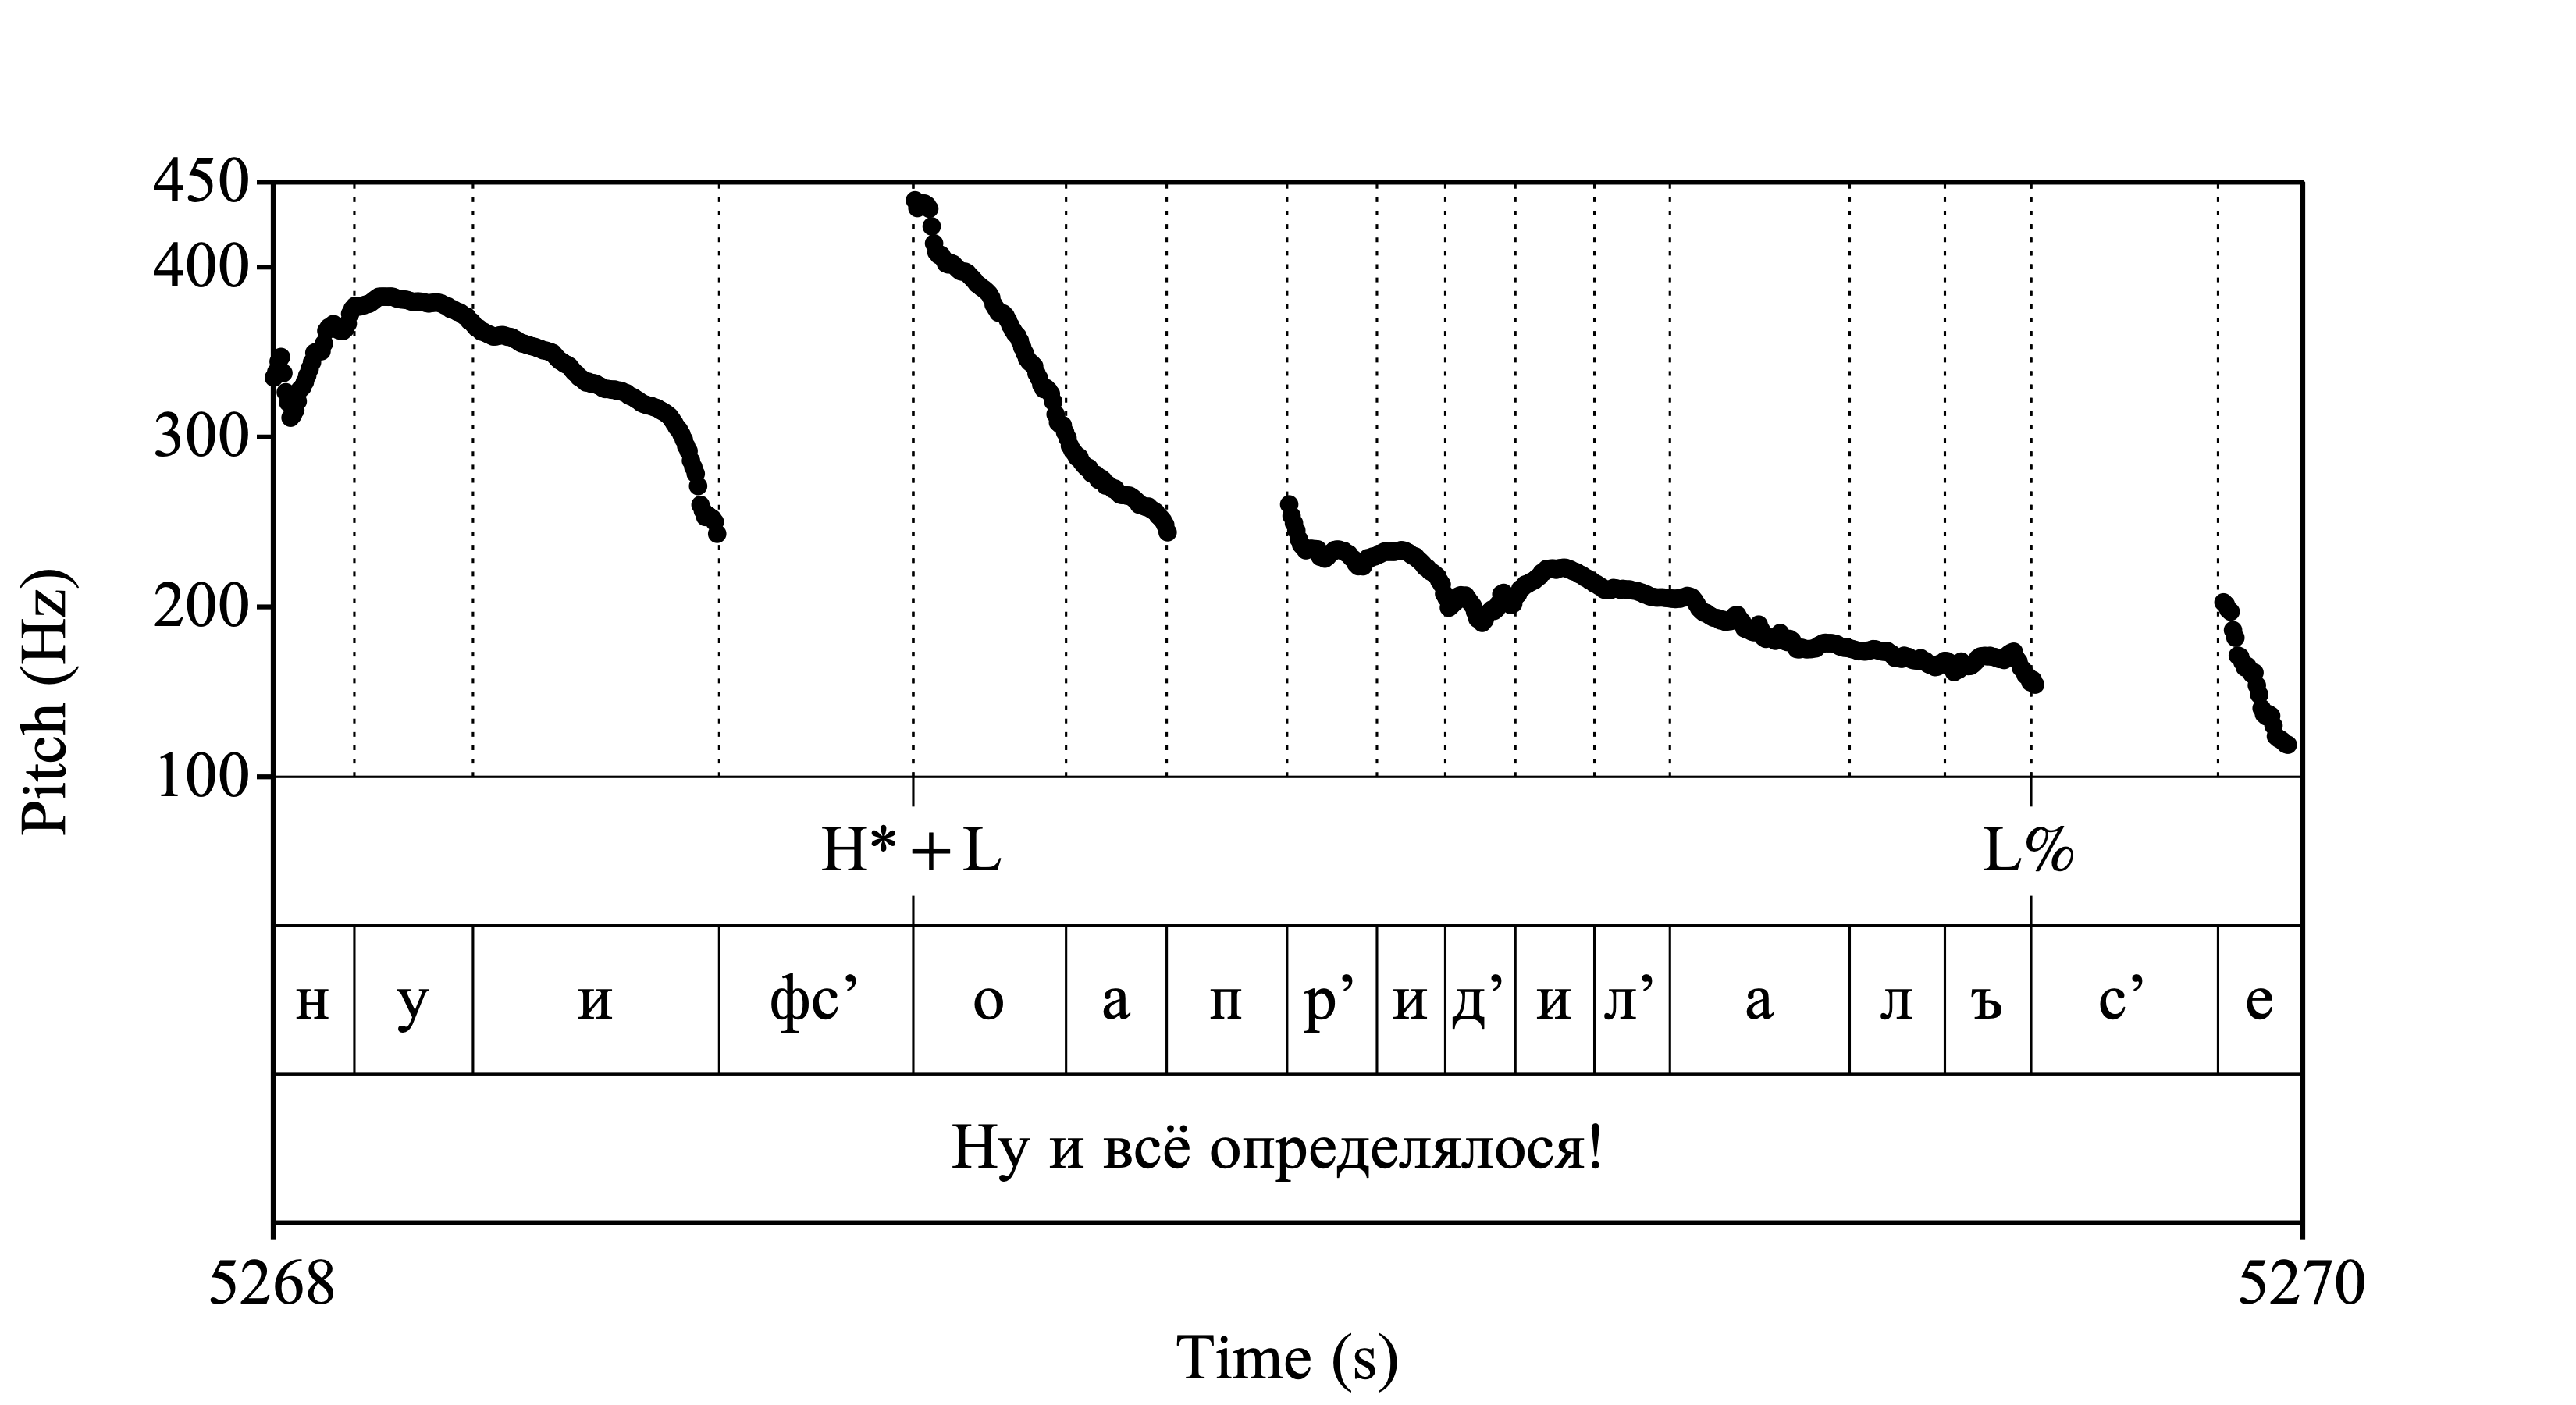 450
400
300
200
100
Pitch (Hz)
H*+L L%
н у и фс’ о а п р’ и д’ и л’ а л ъ с’ е
Ну и всё определялося!
5268 5270
Time (s)